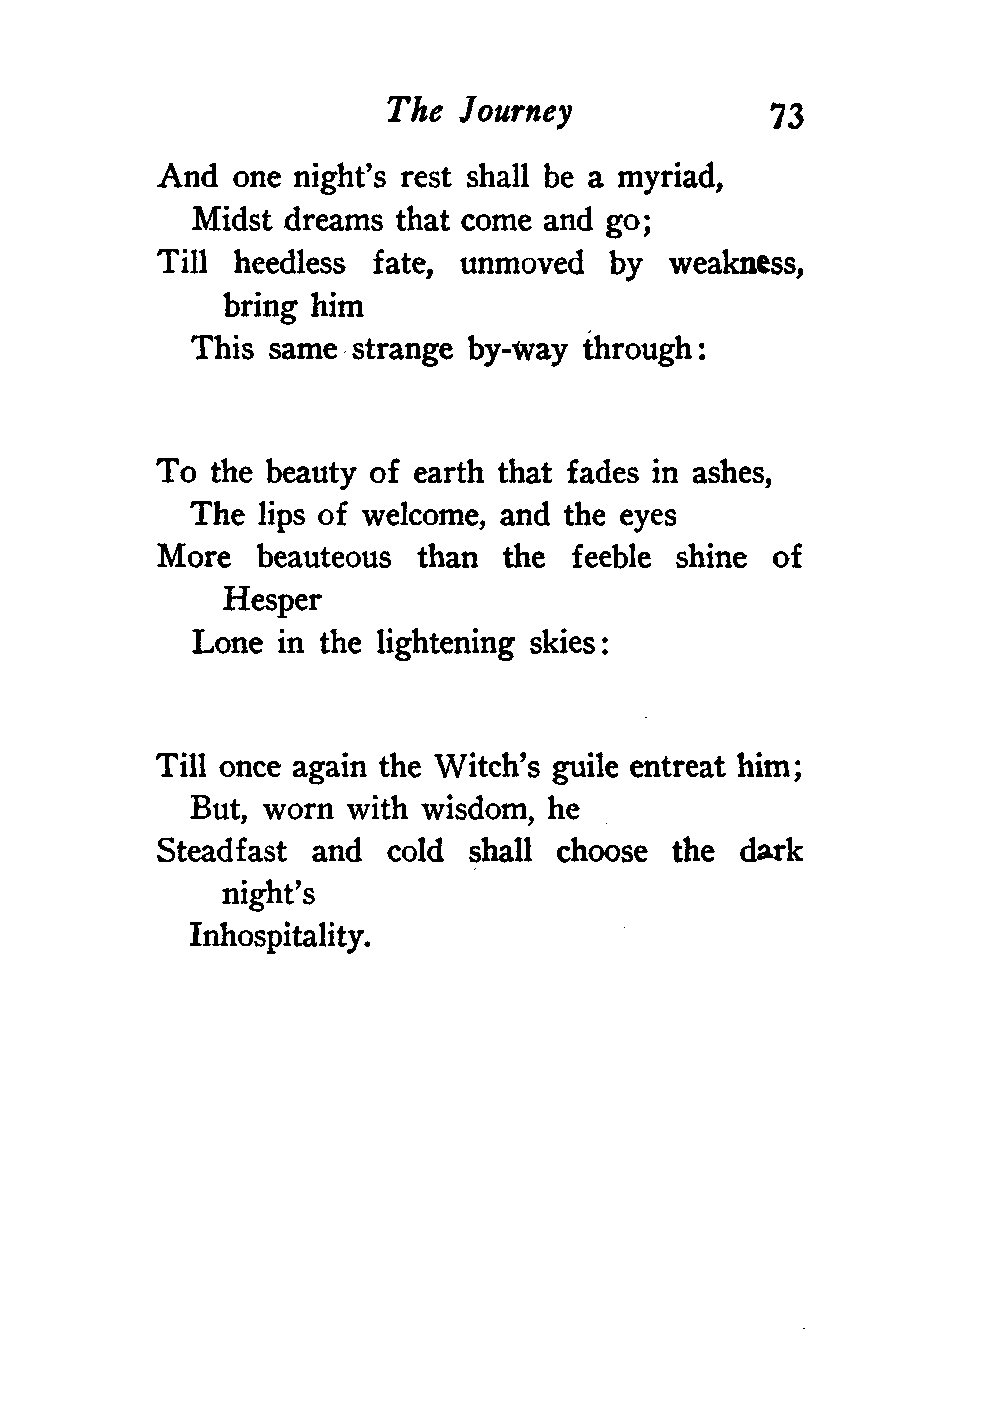 The Journey 73
And one night's rest shall be a myriad,
Midst dreams that come and go;
Till heedless fate, unmoved by weakness,
bring him
This same strange by-way through:
To the beauty of earth that fades in ashes,
The lips of welcome, and the eyes
More beauteous than the feeble shine of
Hesper
Lone in the lightening skies:
Till once again the Witch's guile entreat him;
But, worn with wisdom, he
Steadfast and cold shall choose the dark
night's
Inhospitality.